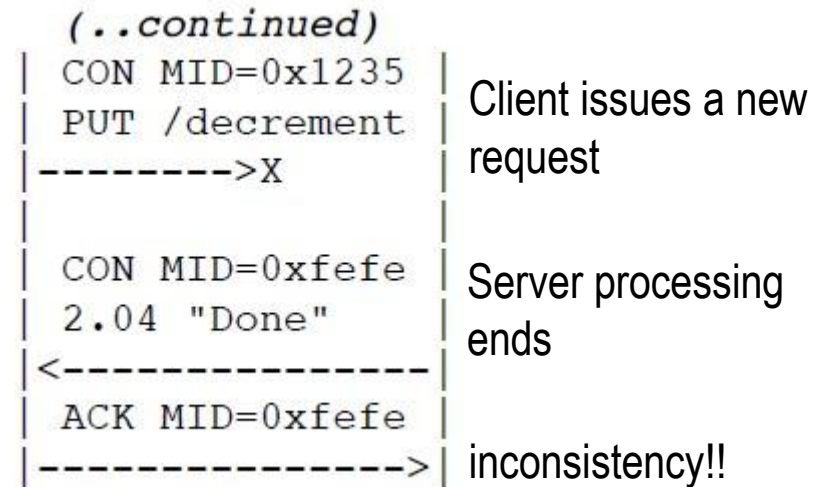 (..continued)
| CON MID=0x1235 |
| PUT /decrement |
Client issues a new
request
|-------->X |
| |
| CON MID=0xfefe |
| 2.04 "Done" |
Server processing
ends
|<---------------|
| ACK MID=0xfefe |
|--------------->|
inconsistency!!